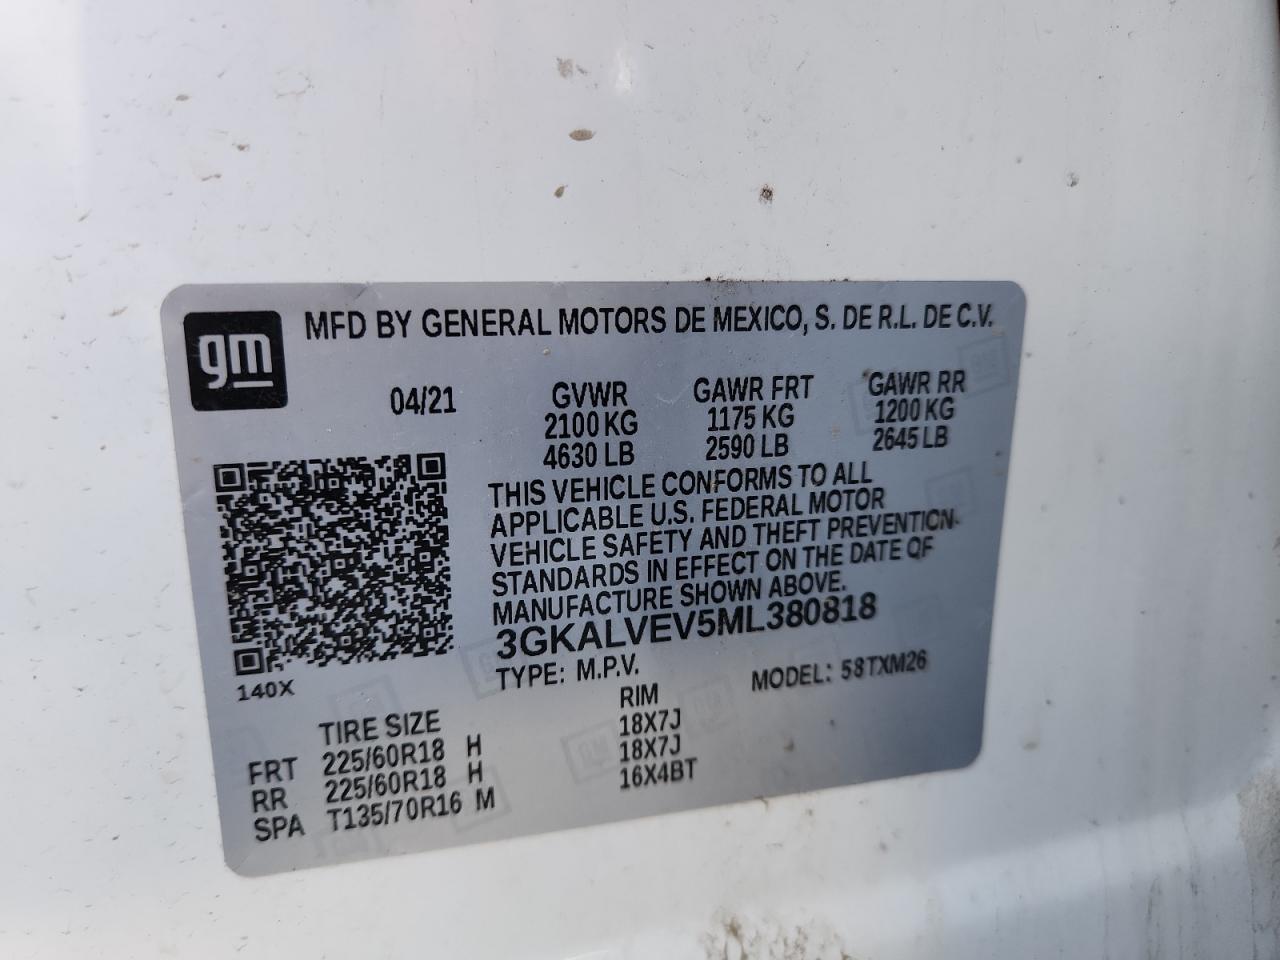 gm
MFD BY GENERAL MOTORS DE MEXICO, S. DE R.L. DE C.V.
04/21 GVWR GAWR FRT GAWR RR
2100 KG 1175 KG 1200 KG
4630 LB 2590 LB 2645 LB
THIS VEHICLE CONFORMS TO ALL
APPLICABLE U.S. FEDERAL MOTOR
VEHICLE SAFETY AND THEFT PREVENTION
STANDARDS IN EFFECT ON THE DATE OF
MANUFACTURE SHOWN ABOVE.
3GKALVEV5ML380818
TYPE: M.P.V. MODEL: 58TXM26
140X
TIRE SIZE RIM
FRT 225/60R18 H 18X7J
RR 225/60R18 H 18X7J
SPA T135/70R16 M 16X4BT